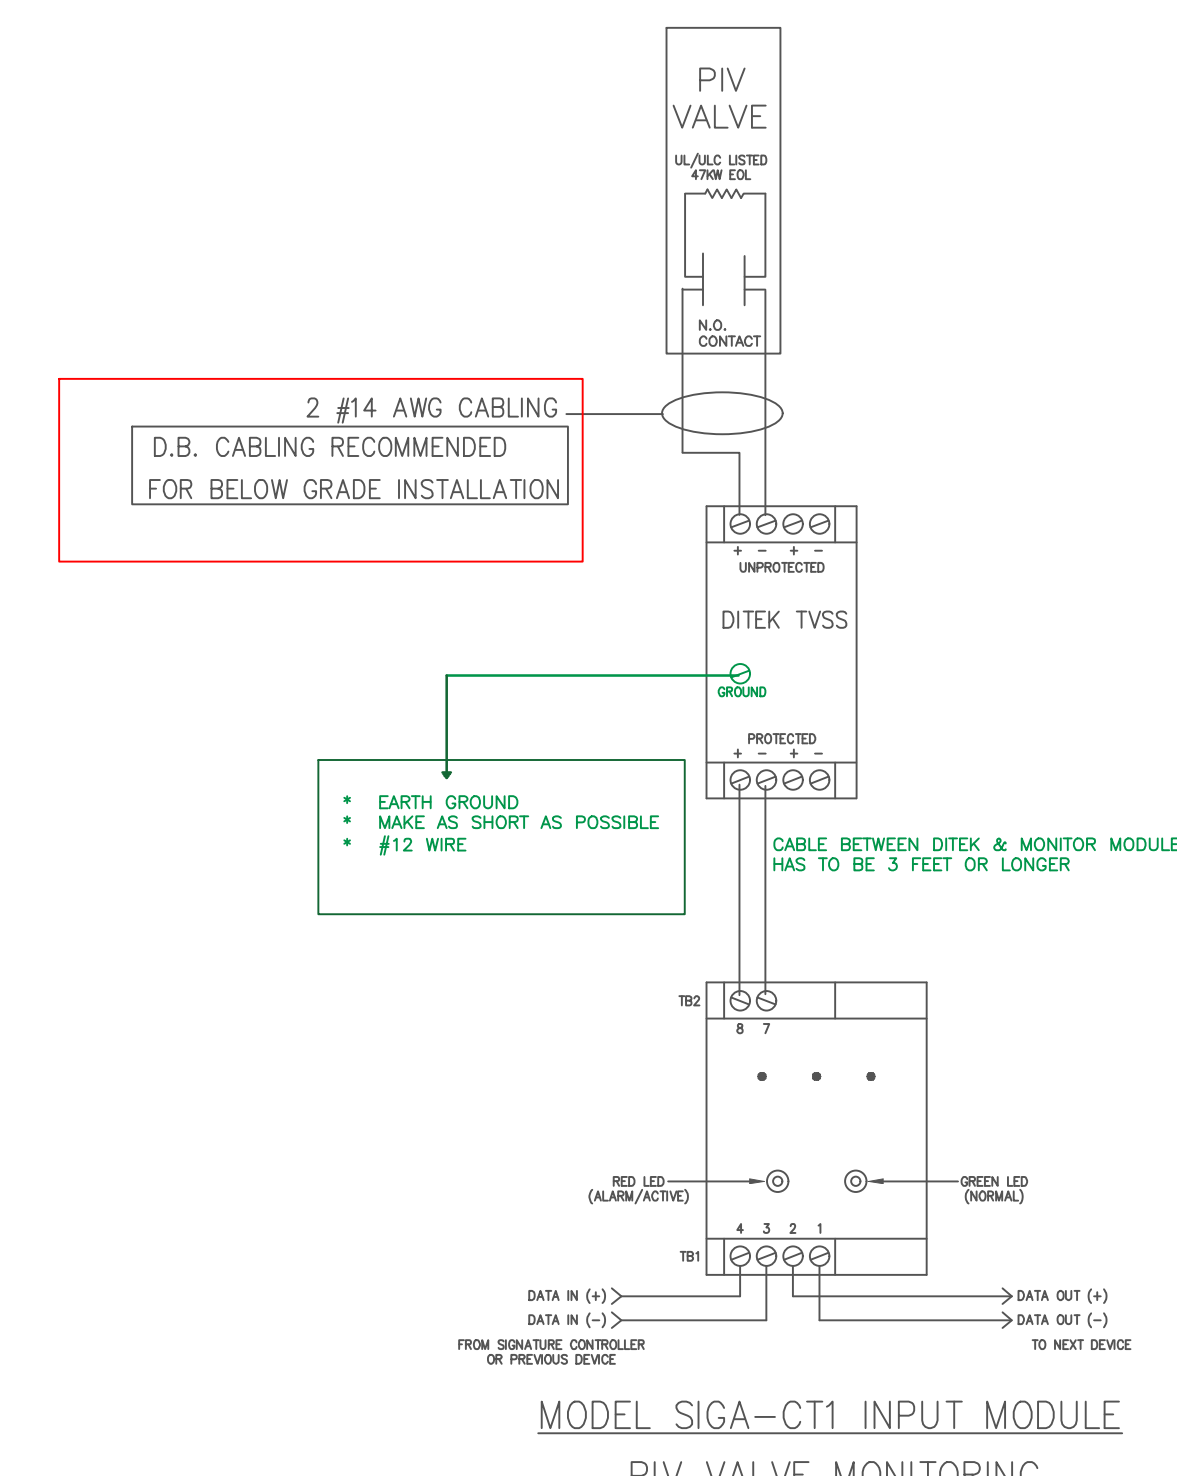 PIV
VALVE
UL/ULC LISTED
47KW EOL
N.O.
CONTACT
2 #14 AWG CABLING
D.B. CABLING RECOMMENDED
FOR BELOW GRADE INSTALLATION
+ - + -
UNPROTECTED
DITEK TVSS
GROUND
PROTECTED
+ - + -
* EARTH GROUND
* MAKE AS SHORT AS POSSIBLE
* #12 WIRE
CABLE BETWEEN DITEK & MONITOR MODULE
HAS TO BE 3 FEET OR LONGER
TB2
8 7
RED LED
(ALARM/ACTIVE)
GREEN LED
(NORMAL)
4 3 2 1
TB1
DATA IN (+)
DATA IN (-)
FROM SIGNATURE CONTROLLER
OR PREVIOUS DEVICE
DATA OUT (+)
DATA OUT (-)
TO NEXT DEVICE
MODEL SIGA-CT1 INPUT MODULE
PIV VALVE MONITORING